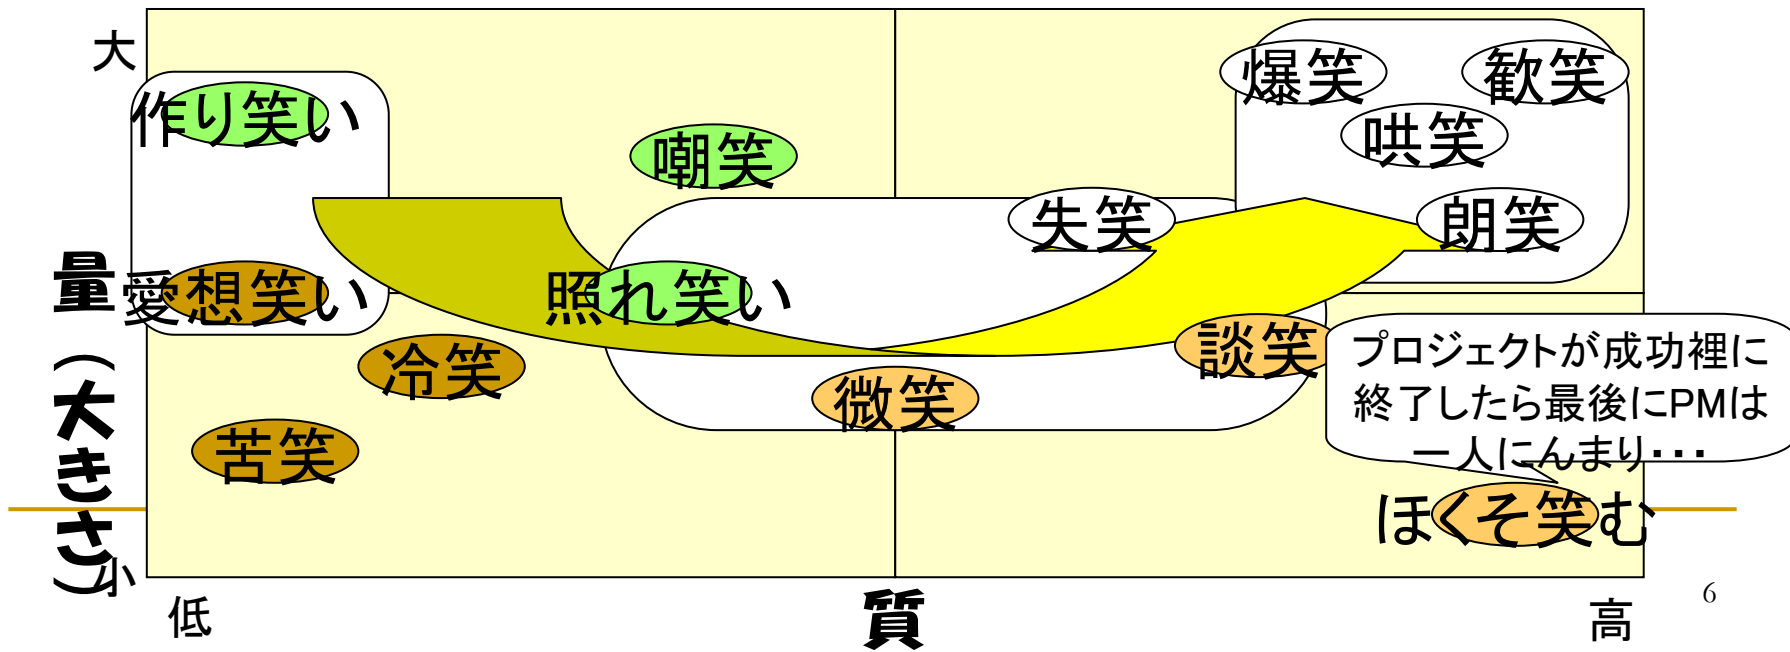 大
爆笑
歓笑
作り笑い
哄笑
嘲笑
失笑
朗笑
量（大きさ）
愛想笑い
照れ笑い
談笑
冷笑
微笑
プロジェクトが成功裡に
終了したら最後にPMは
一人にんまり・・・
苦笑
ほくそ笑む
小
低
質
高
6